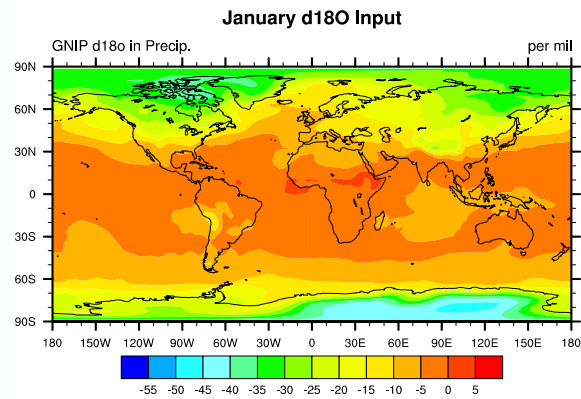 January d18O Input
GNIP d18o in Precip. per mil
90N
60N
30N
0
30S
60S
90S
180 150W 120W 90W 60W 30W 0 30E 60E 90E 120E 150E 180
-55 -50 -45 -40 -35 -30 -25 -20 -15 -10 -5 0 5